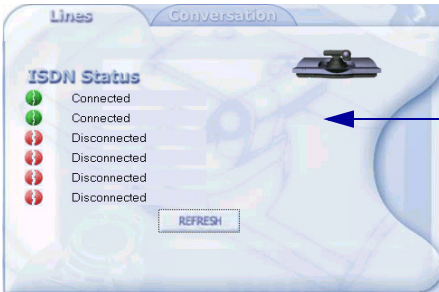 Lines
Conversation
ISDN Status
Connected
Connected
Disconnected
Disconnected
Disconnected
Disconnected
REFRESH